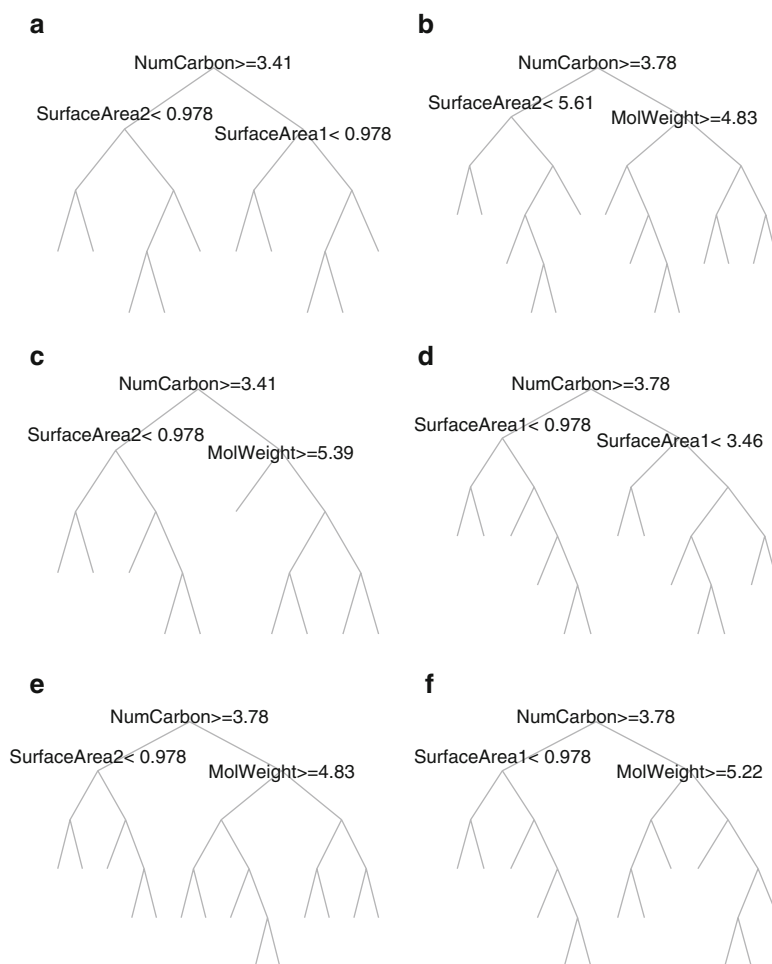 a
NumCarbon>=3.41
SurfaceArea2< 0.978
SurfaceArea1< 0.978
b
NumCarbon>=3.78
SurfaceArea2< 5.61
MolWeight>=4.83
c
NumCarbon>=3.41
SurfaceArea2< 0.978
MolWeight>=5.39
d
NumCarbon>=3.78
SurfaceArea1< 0.978
SurfaceArea1< 3.46
e
NumCarbon>=3.78
SurfaceArea2< 0.978
MolWeight>=4.83
f
NumCarbon>=3.78
SurfaceArea1< 0.978
MolWeight>=5.22